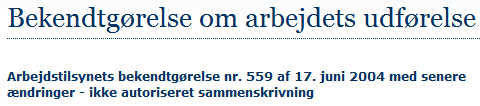 Bekendtgørelse om arbejdets udførelse
Arbejdstilsynets bekendtgørelse nr. 559 af 17. juni 2004 med senere
ændringer - ikke autoriseret sammenskrivning